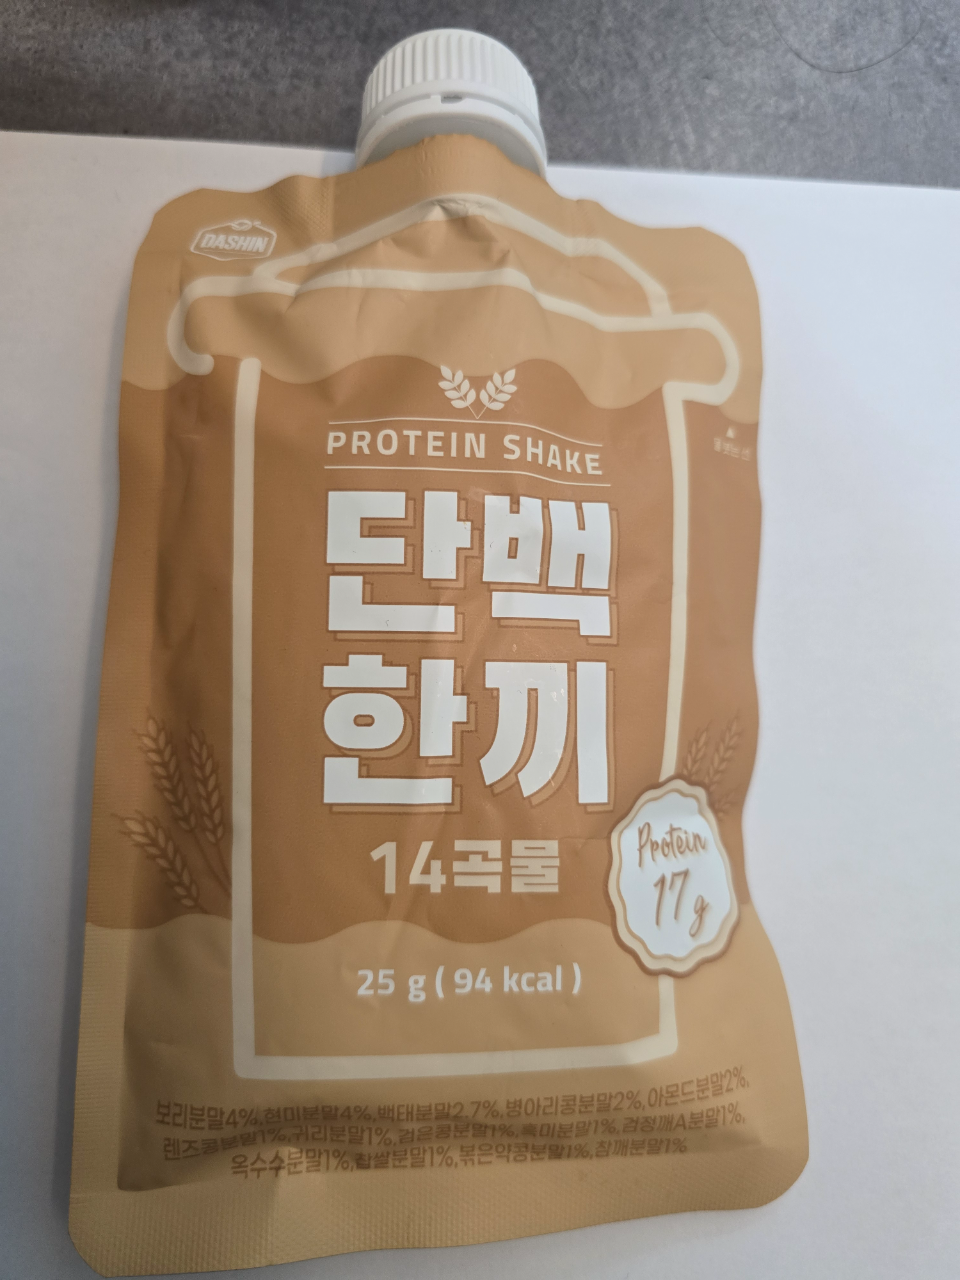 DASHIN
PROTEIN SHAKE
단백
한끼
14곡물
Protein
17g
25 g ( 94 kcal )
보리분말4%,현미분말4%,백태분말2.7%,병아리콩분말2%,아몬드분말2%,
렌즈콩분말1%,귀리분말1%,검은콩분말1%,흑미분말1%,검정깨A분말1%,
옥수수분말1%,찹쌀분말1%,볶은약콩분말1%,참깨분말1%